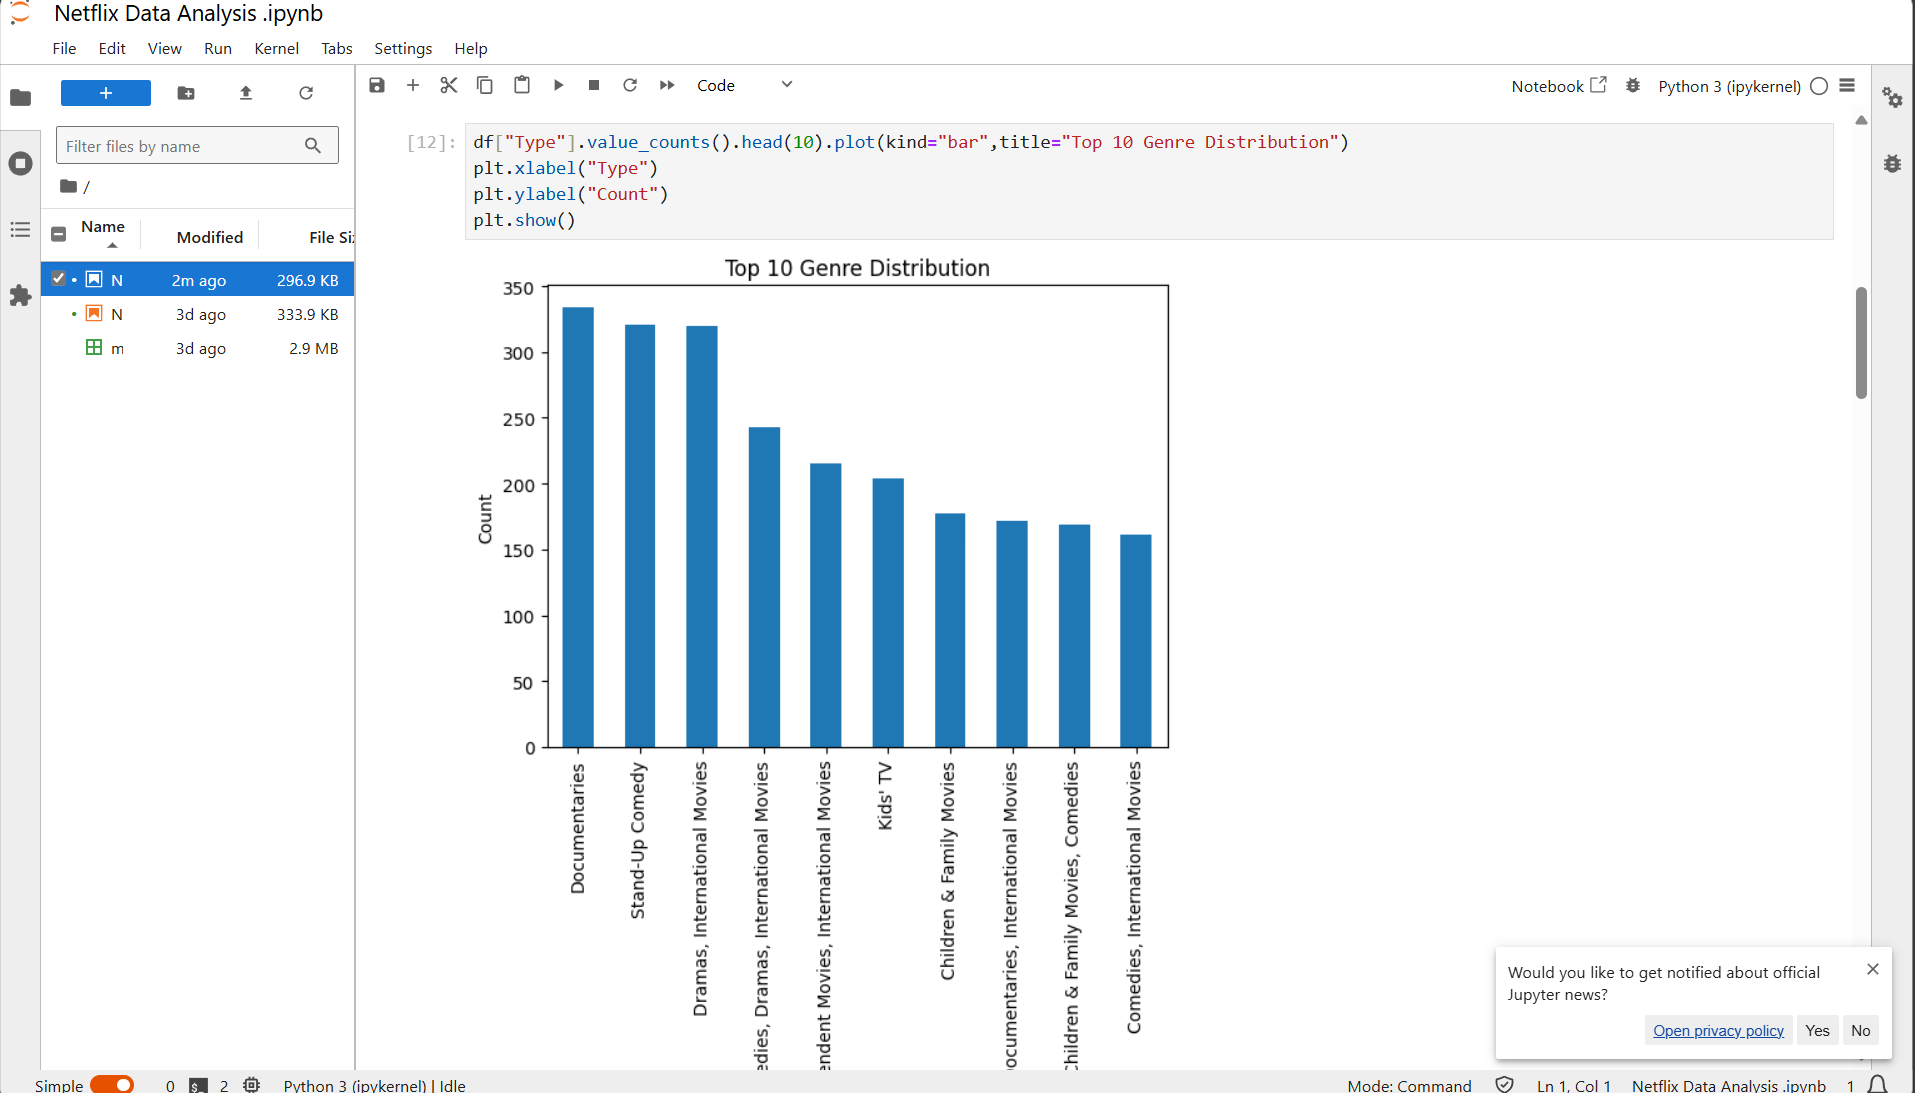 Netflix Data Analysis .ipynb
File Edit View Run Kernel Tabs Settings Help
Code
Notebook
Python 3 (ipykernel)
Filter files by name
/
Name Modified File Siz
N 2m ago 296.9 KB
N 3d ago 333.9 KB
m 3d ago 2.9 MB
[12]: df["Type"].value_counts().head(10).plot(kind="bar",title="Top 10 Genre Distribution")
plt.xlabel("Type")
plt.ylabel("Count")
plt.show()
Top 10 Genre Distribution
350
300
250
200
150
100
50
0
Count
Documentaries
Stand-Up Comedy
Dramas, International Movies
edies, Dramas, International Movies
endent Movies, International Movies
Kids' TV
Children & Family Movies
ocumentaries, International Movies
Children & Family Movies, Comedies
Comedies, International Movies
Would you like to get notified about official
Jupyter news?
Open privacy policy Yes No
Simple 0 $_ 2 Python 3 (ipykernel) | Idle
Mode: Command Ln 1, Col 1 Netflix Data Analysis .ipynb 1